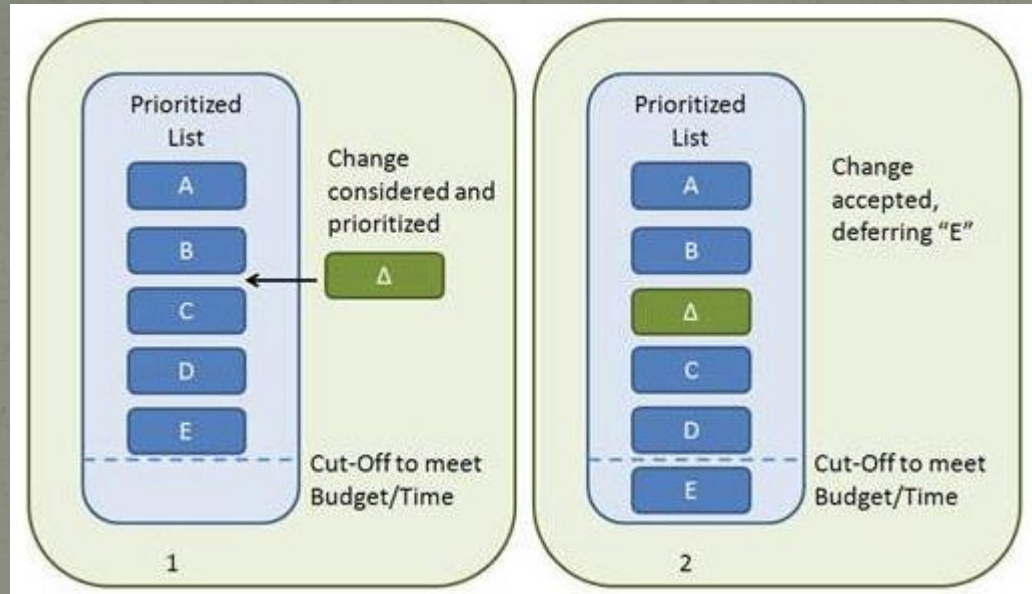 Prioritized
List
A
B
C
D
E
Change
considered and
prioritized
Δ
Cut-Off to meet
Budget/Time
1
Prioritized
List
A
B
Δ
C
D
E
Change
accepted,
deferring “E”
Cut-Off to meet
Budget/Time
2